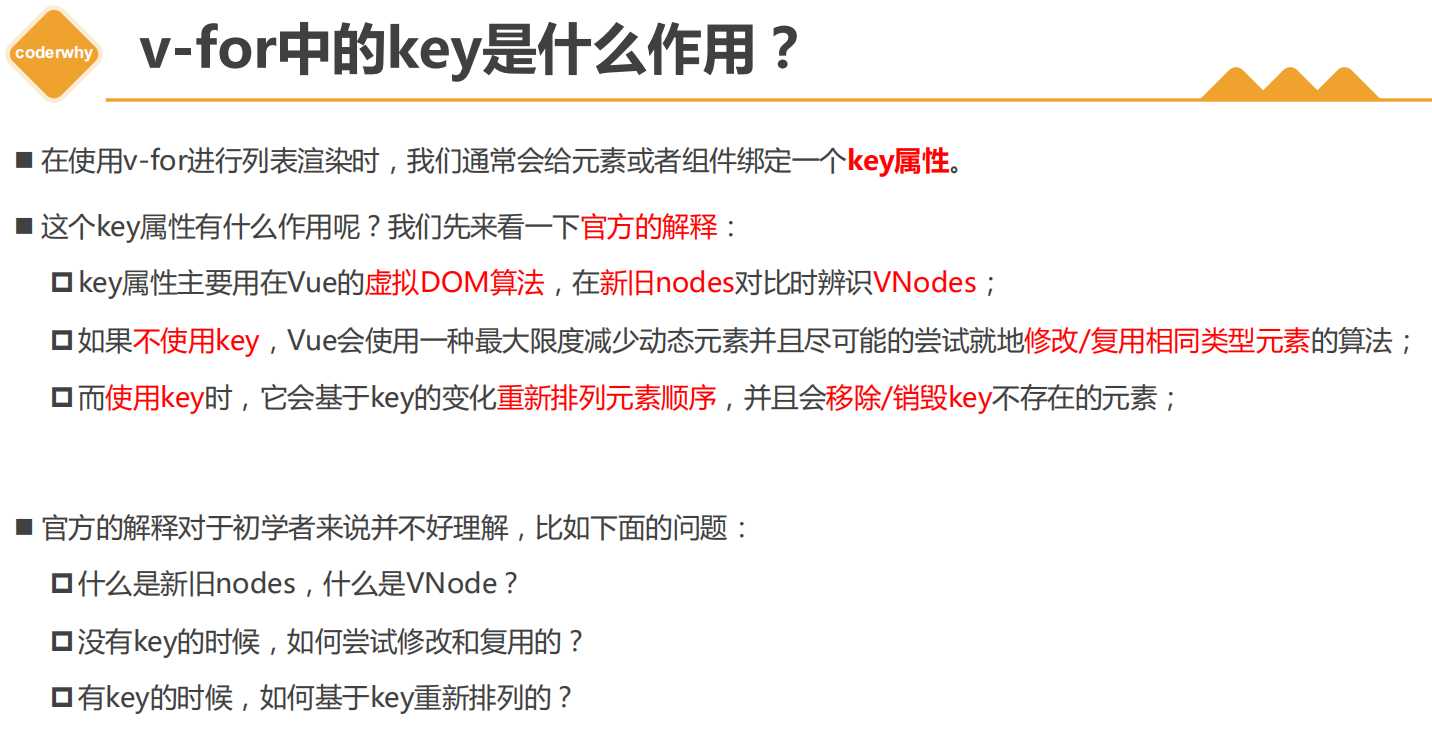 coderwhy
v-for中的key是什么作用？
■ 在使用v-for进行列表渲染时，我们通常会给元素或者组件绑定一个key属性。
■ 这个key属性有什么作用呢？我们先来看一下官方的解释：
key属性主要用在Vue的虚拟DOM算法，在新旧nodes对比时辨识VNodes；
如果不使用key，Vue会使用一种最大限度减少动态元素并且尽可能的尝试就地修改/复用相同类型元素的算法；
而使用key时，它会基于key的变化重新排列元素顺序，并且会移除/销毁key不存在的元素；
■ 官方的解释对于初学者来说并不好理解，比如下面的问题：
什么是新旧nodes，什么是VNode？
没有key的时候，如何尝试修改和复用的？
有key的时候，如何基于key重新排列的？